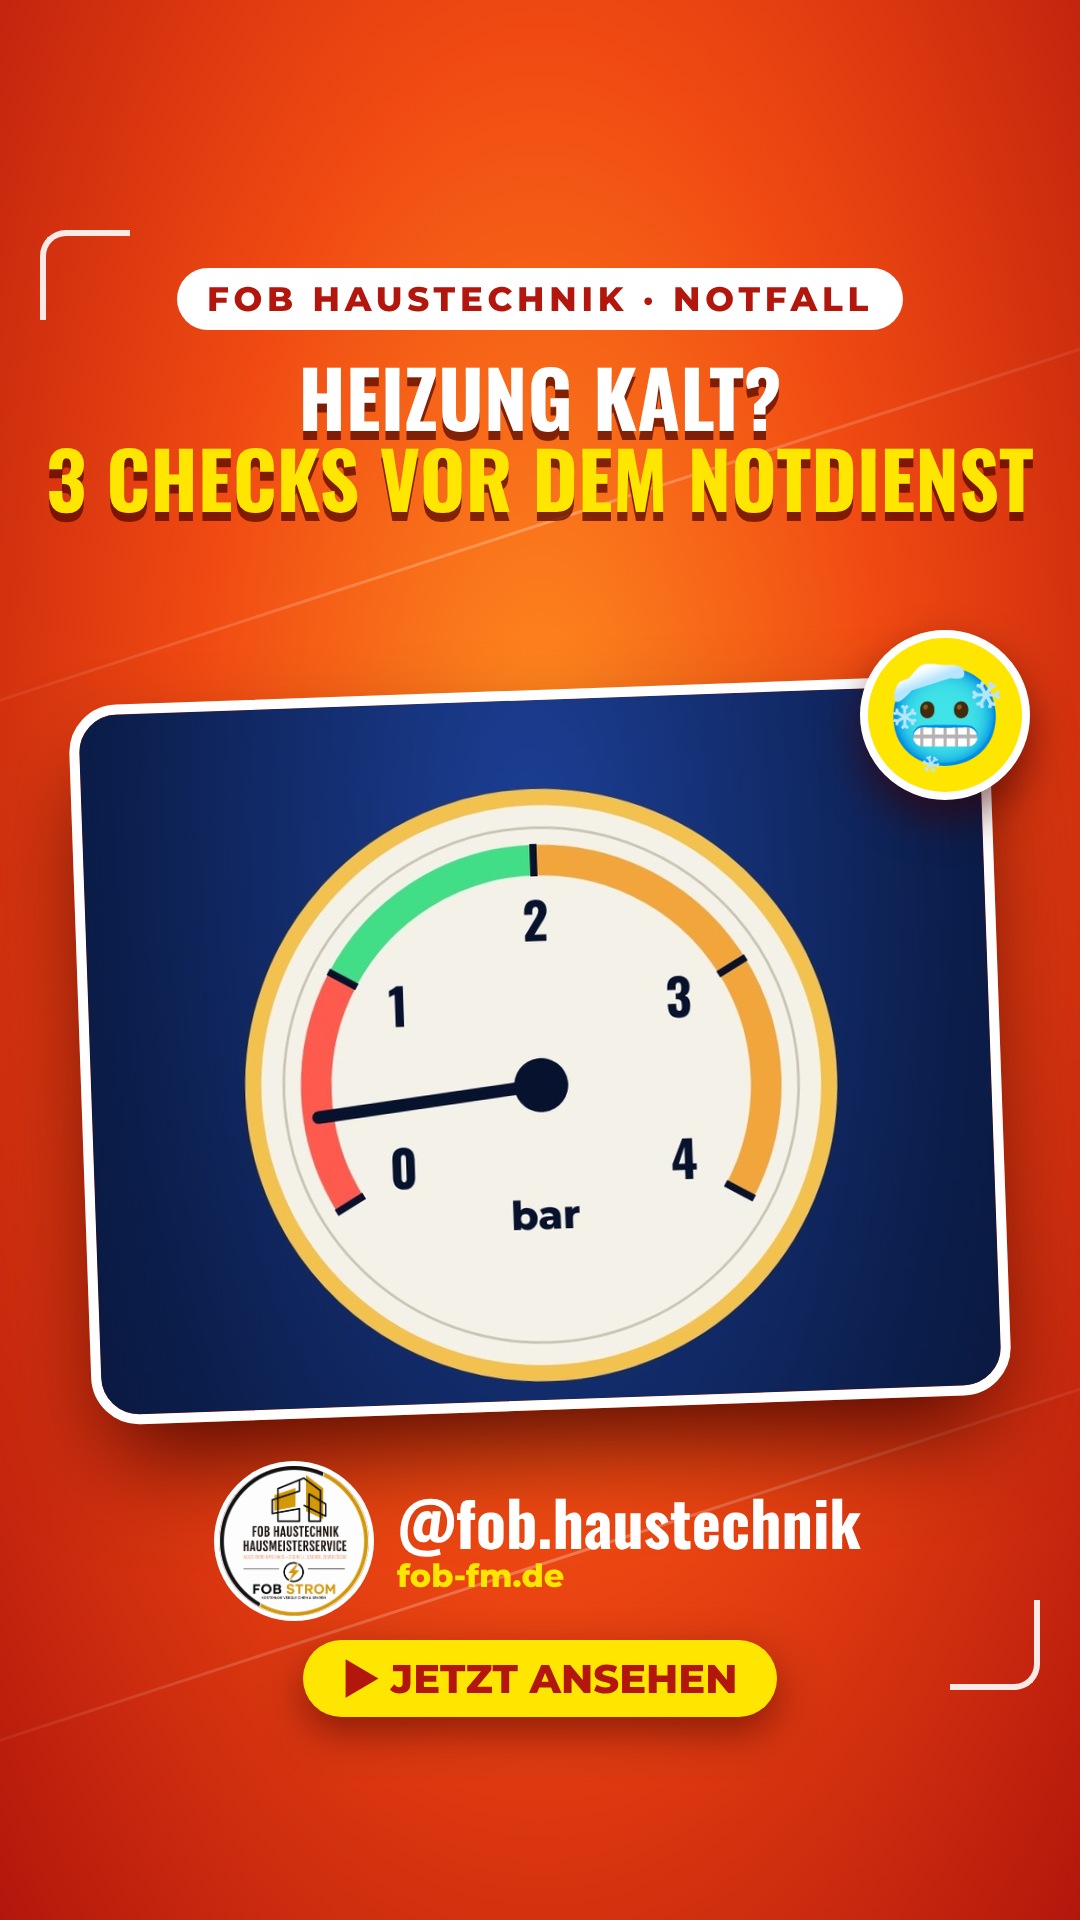 FOB HAUSTECHNIK · NOTFALL
HEIZUNG KALT?
3 CHECKS VOR DEM NOTDIENST
2
1
3
0
4
bar
FOB HAUSTECHNIK
HAUSMEISTERSERVICE
FOB STROM
@fob.haustechnik
fob-fm.de
JETZT ANSEHEN